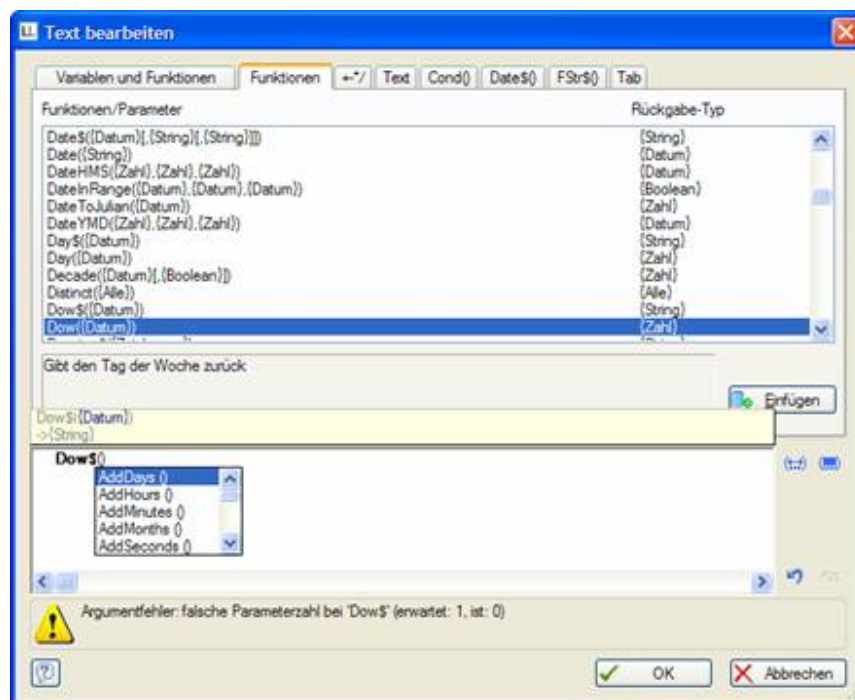 Text bearbeiten
Variablen und Funktionen Funktionen +-*/ Text Cond() Date$() FStr$() Tab
Funktionen/Parameter Rückgabe-Typ
Date$({Datum}[,{String}[,{String}]]) {String}
Date({String}) {Datum}
DateHMS({Zahl},{Zahl},{Zahl}) {Datum}
DateInRange({Datum},{Datum},{Datum}) {Boolean}
DateToJulian({Datum}) {Zahl}
DateYMD({Zahl},{Zahl},{Zahl}) {Datum}
Day$({Datum}) {String}
Day({Datum}) {Zahl}
Decade({Datum}[,{Boolean}]) {Zahl}
Distinct({Alle}) {Alle}
Dow$({Datum}) {String}
Dow({Datum}) {Zahl}
Gibt den Tag der Woche zurück
Einfügen
Dow$({Datum})
->{String}
Dow$()
AddDays ()
AddHours ()
AddMinutes ()
AddMonths ()
AddSeconds ()
Argumentfehler: falsche Parameterzahl bei 'Dow$' (erwartet: 1, ist: 0)
OK Abbrechen